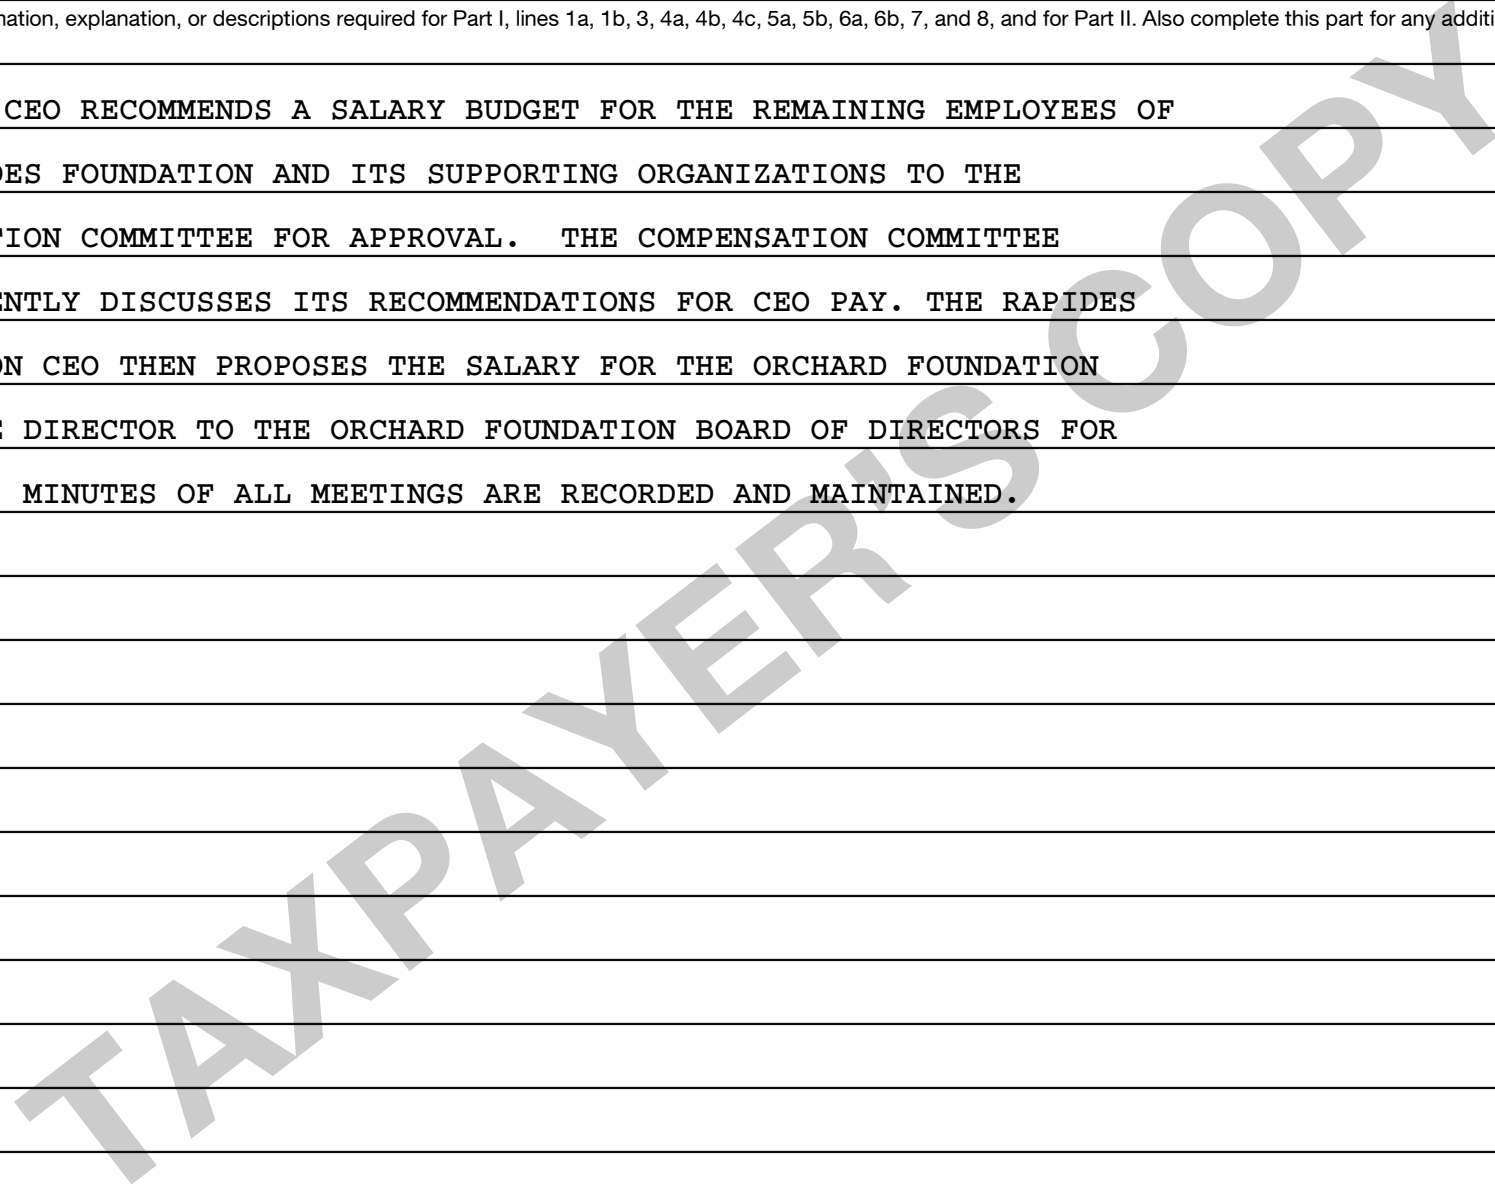 mation, explanation, or descriptions required for Part I, lines 1a, 1b, 3, 4a, 4b, 4c, 5a, 5b, 6a, 6b, 7, and 8, and for Part II. Also complete this part for any additi
CEO RECOMMENDS A SALARY BUDGET FOR THE REMAINING EMPLOYEES OF
DES FOUNDATION AND ITS SUPPORTING ORGANIZATIONS TO THE
TION COMMITTEE FOR APPROVAL.  THE COMPENSATION COMMITTEE
ENTLY DISCUSSES ITS RECOMMENDATIONS FOR CEO PAY. THE RAPIDES
ON CEO THEN PROPOSES THE SALARY FOR THE ORCHARD FOUNDATION
E DIRECTOR TO THE ORCHARD FOUNDATION BOARD OF DIRECTORS FOR
MINUTES OF ALL MEETINGS ARE RECORDED AND MAINTAINED.
TAXPAYER'S COPY